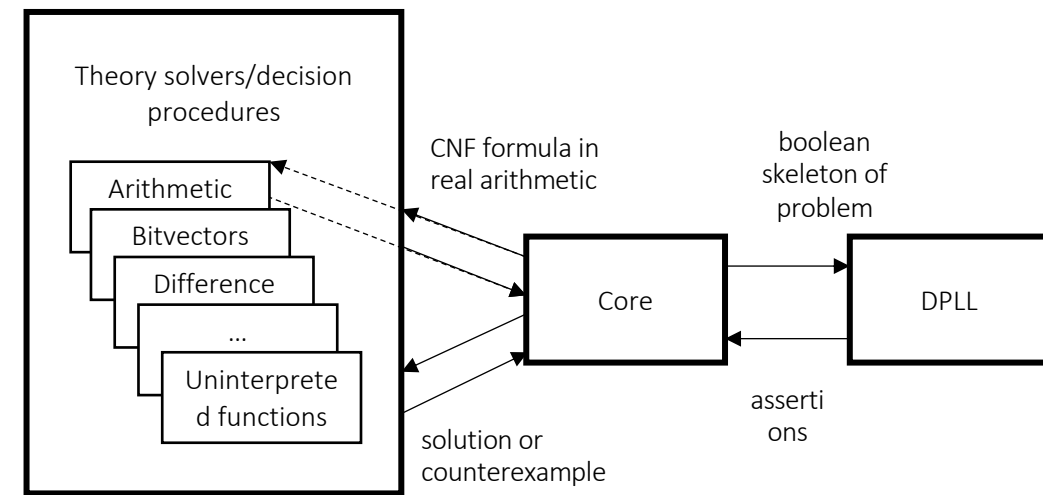 Theory solvers/decision
procedures
Arithmetic
Bitvectors
Difference
...
Uninterprete
d functions
CNF formula in
real arithmetic
solution or
counterexample
Core
boolean
skeleton of
problem
asserti
ons
DPLL